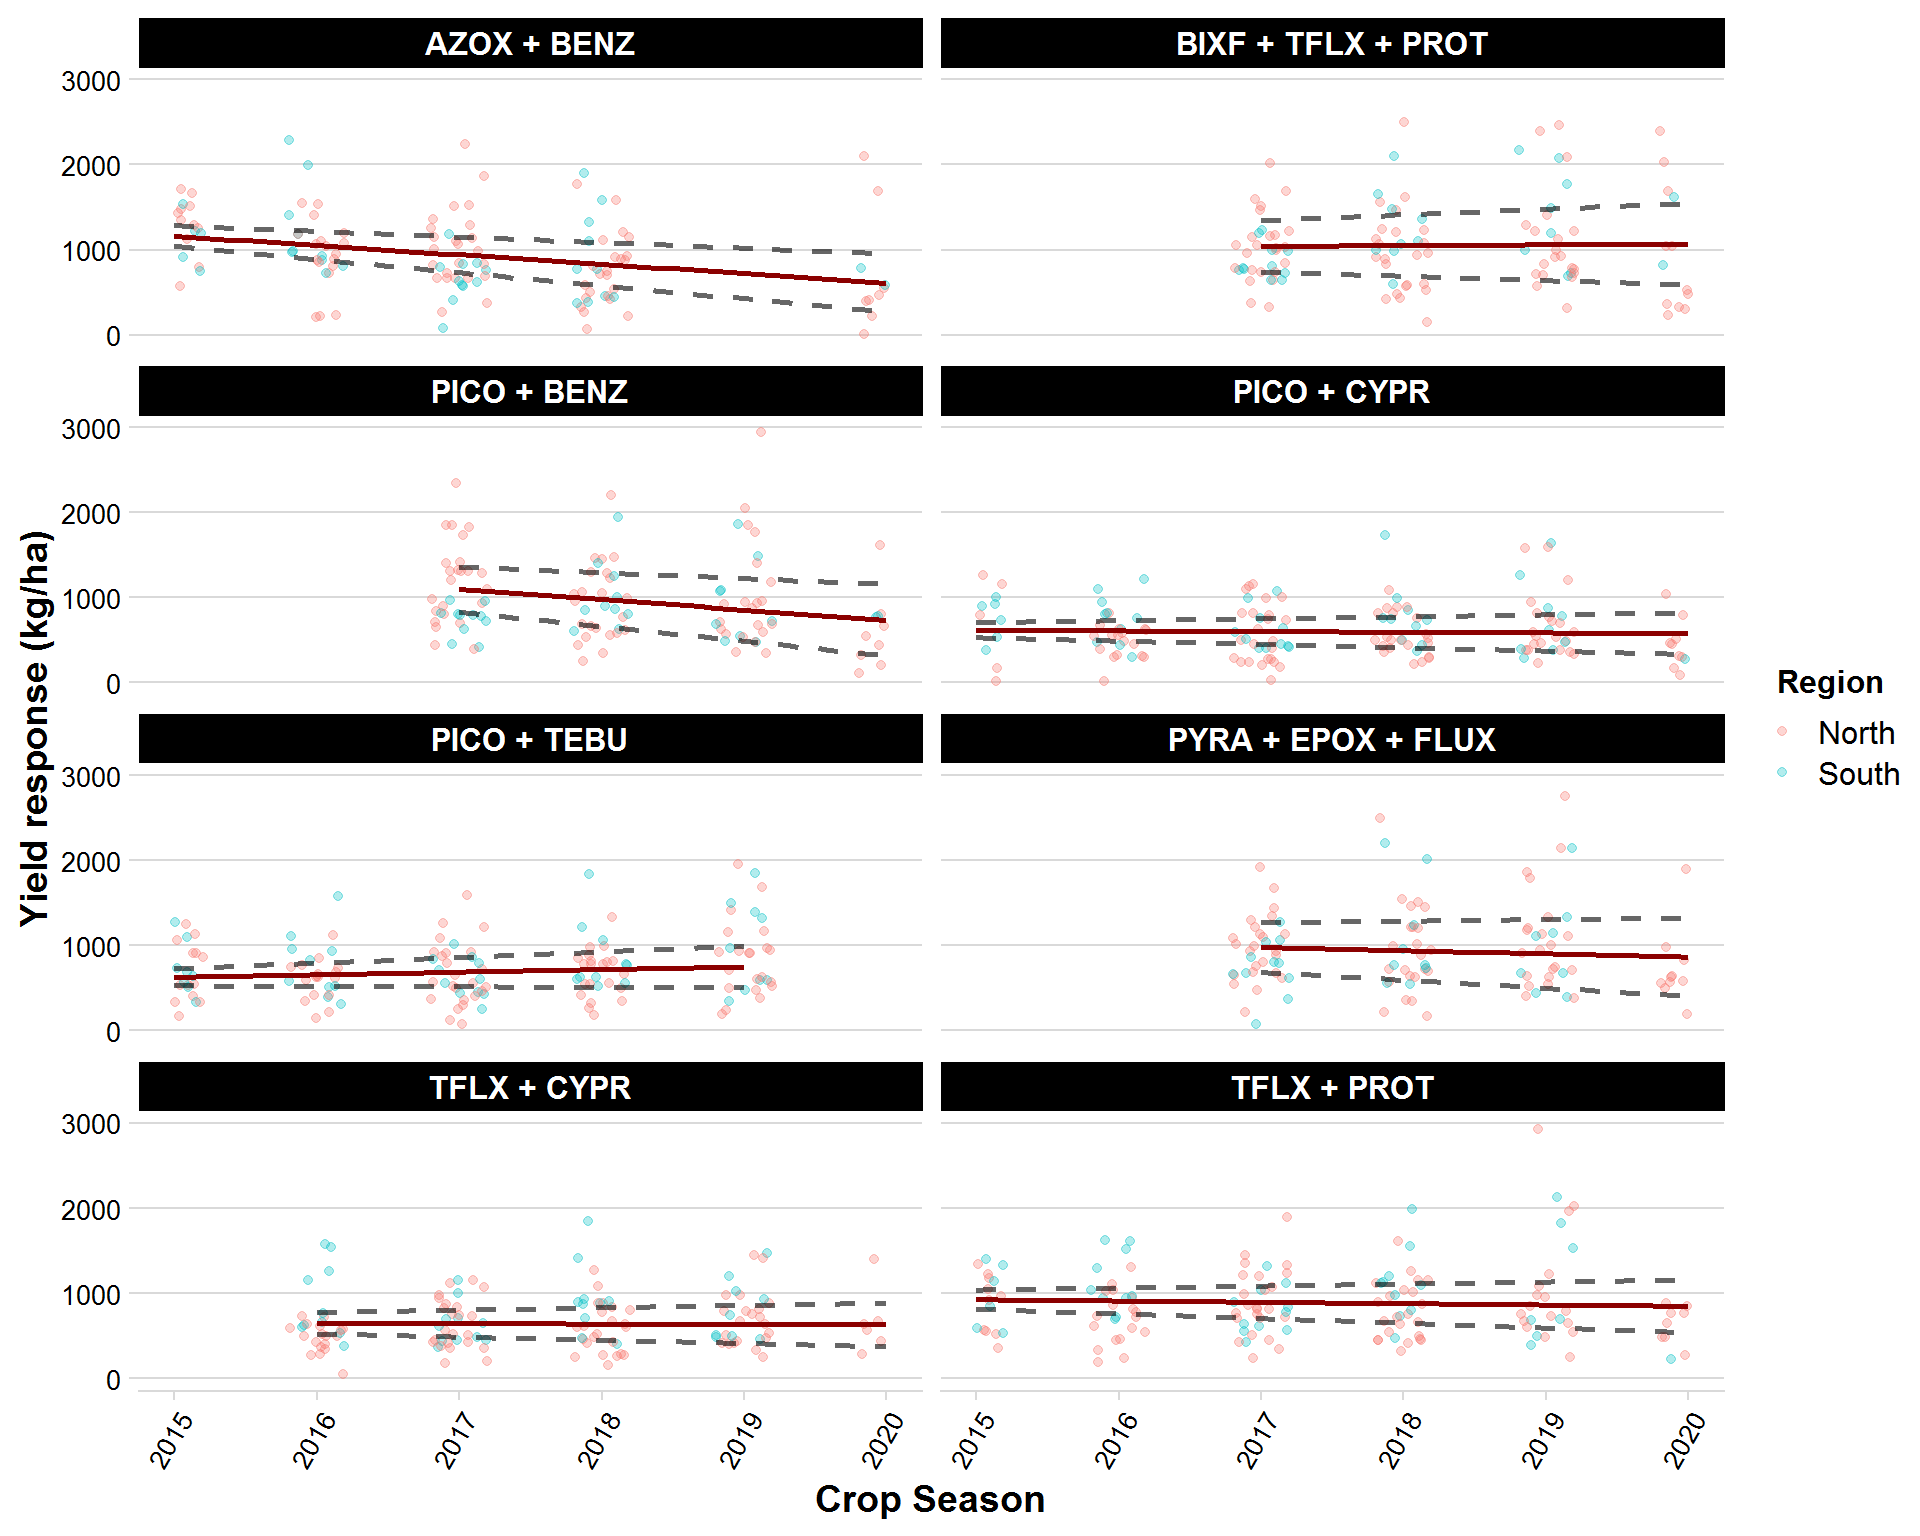 AZOX + BENZ
BIXF + TFLX + PROT
3000
2000
1000
0
PICO + BENZ
PICO + CYPR
3000
2000
1000
0
PICO + TEBU
PYRA + EPOX + FLUX
3000
2000
1000
0
TFLX + CYPR
TFLX + PROT
3000
2000
1000
0
2015
2016
2017
2018
2019
2020
2015
2016
2017
2018
2019
2020
Crop Season
Yield response (kg/ha)
Region
North
South